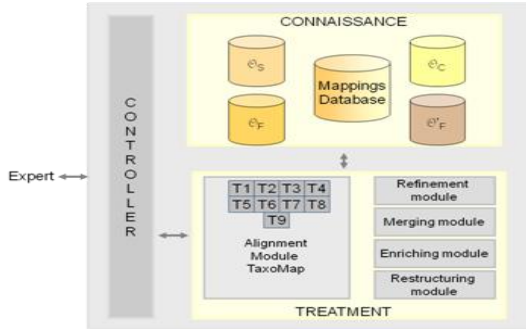 CONNAISSANCE
Mappings
Database
CONTROLLER
Expert
T1 T2 T3 T4
T5 T6 T7 T8
T9
Alignment
Module
TaxoMap
Refinement
module
Merging module
Enriching module
Restructuring
module
TREATMENT